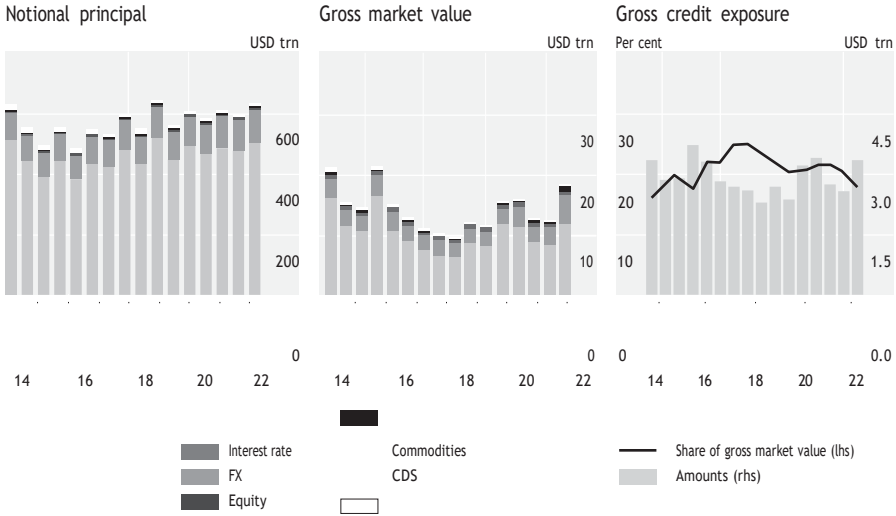 Notional principal
USD trn
600
400
200
0
14 16 18 20 22
Gross market value
USD trn
30
20
10
0
14 16 18 20 22
Gross credit exposure
Per cent USD trn
30 4.5
20 3.0
10 1.5
0 0.0
14 16 18 20 22
Interest rate
FX
Equity
Commodities
CDS
Share of gross market value (lhs)
Amounts (rhs)